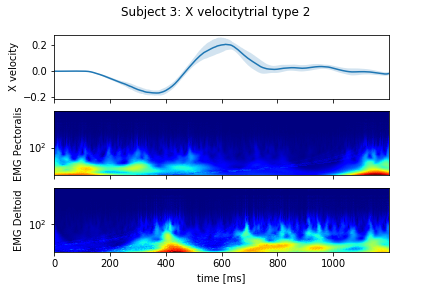 Subject 3: X velocitytrial type 2
X velocity
0.2
0.0
−0.2
EMG Pectoralis
10²
EMG Deltoid
10²
0 200 400 600 800 1000
time [ms]